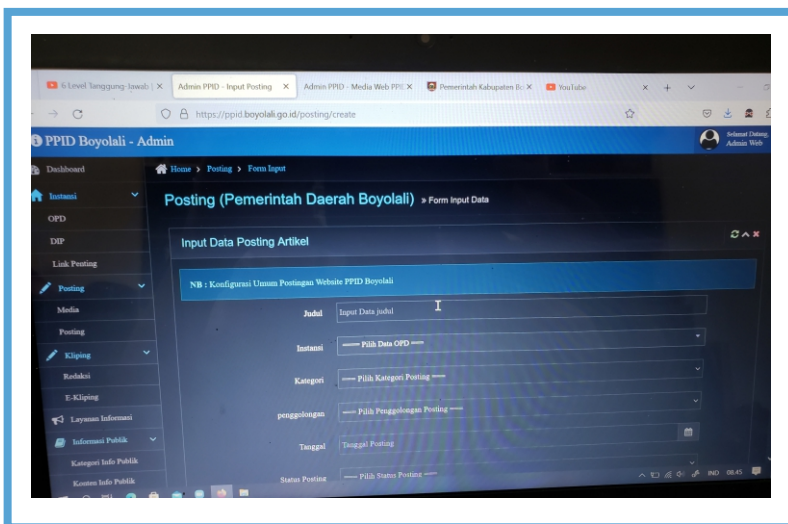 6 Level Tanggung-Jawab |
Admin PPID - Input Posting
Admin PPID - Media Web PPID
Pemerintah Kabupaten Bo
YouTube
https://ppid.boyolali.go.id/posting/create
PPID Boyolali - Admin
Selamat Datang,
Admin Web
Dashboard
Home > Posting > Form Input
Instansi
OPD
DIP
Link Penting
Posting
Media
Posting
Kliping
Redaksi
E-Kliping
Layanan Informasi
Informasi Publik
Kategori Info Publik
Konten Info Publik
Posting (Pemerintah Daerah Boyolali) » Form Input Data
Input Data Posting Artikel
NB : Konfigurasi Umum Postingan Website PPID Boyolali
Judul Input Data judul
Instansi ---- Pilih Data OPD ----
Kategori ---- Pilih Kategori Posting ----
penggolongan ---- Pilih Penggolongan Posting ----
Tanggal Tanggal Posting
Status Posting ---- Pilih Status Posting ----
IND 08.45